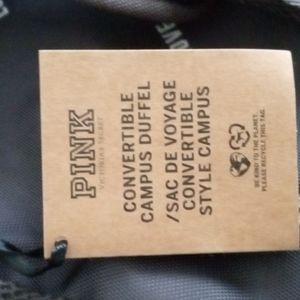 PINK
VICTORIA'S SECRET
CONVERTIBLE
CAMPUS DUFFEL
/SAC DE VOYAGE
CONVERTIBLE
STYLE CAMPUS
BE KIND TO THE PLANET.
PLEASE RECYCLE THIS TAG.